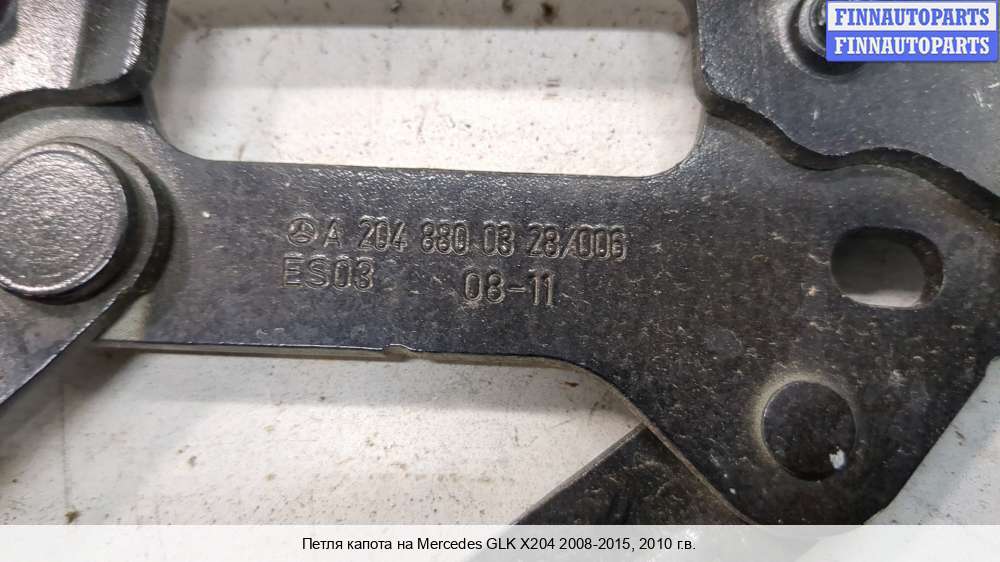 FINNAUTOPARTS
FINNAUTOPARTS
A 204 880 03 28/006
ES03 08-11
Петля капота на Mercedes GLK X204 2008-2015, 2010 г.в.